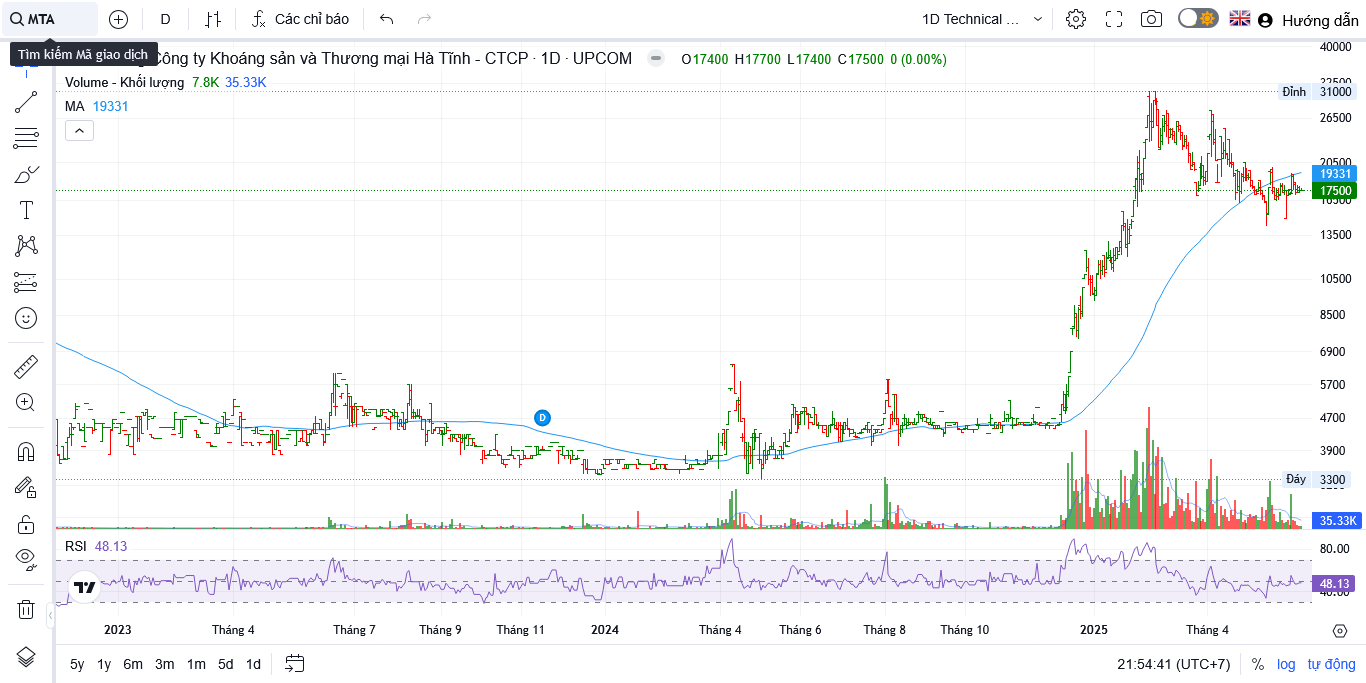 MTA D Các chỉ báo 1D Technical ... Hướng dẫn
Tìm kiếm Mã giao dịch
Công ty Khoáng sản và Thương mại Hà Tĩnh - CTCP · 1D · UPCOM O17400 H17700 L17400 C17500 0 (0.00%)
Volume - Khối lượng 7.8K 35.33K
MA 19331
40000
Đỉnh 31000
26500
20500
19331
17500
13500
10500
8500
6900
5700
D
4700
3900
Đáy 3300
35.33K
RSI 48.13
80.00
48.13
40.00
2023 Tháng 4 Tháng 7 Tháng 9 Tháng 11 2024 Tháng 4 Tháng 6 Tháng 8 Tháng 10 2025 Tháng 4
5y 1y 6m 3m 1m 5d 1d 21:54:41 (UTC+7) % log tự động